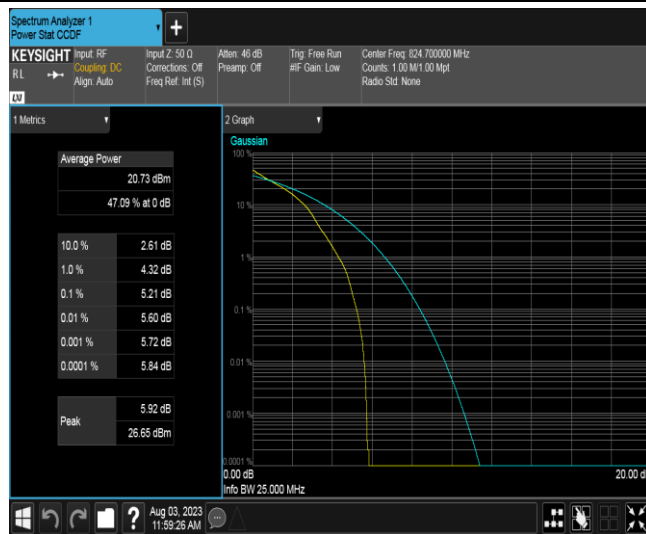 Spectrum Analyzer 1
Power Stat CCDF
+
KEYSIGHT
RL
Input: RF
Coupling: DC
Align: Auto
Input Z: 50 Ω
Corrections: Off
Freq Ref: Int (S)
Atten: 46 dB
Preamp: Off
Trig: Free Run
#IF Gain: Low
Center Freq: 824.700000 MHz
Counts: 1.00 M/1.00 Mpt
Radio Std: None
1 Metrics
Average Power
20.73 dBm
47.09 % at 0 dB
10.0 % 2.61 dB
1.0 % 4.32 dB
0.1 % 5.21 dB
0.01 % 5.60 dB
0.001 % 5.72 dB
0.0001 % 5.84 dB
Peak
5.92 dB
26.65 dBm
2 Graph
Gaussian
100 %
10 %
1 %
0.1 %
0.01 %
0.001 %
0.0001 %
0.00 dB
20.00 d
Info BW 25.000 MHz
?
Aug 03, 2023
11:59:26 AM